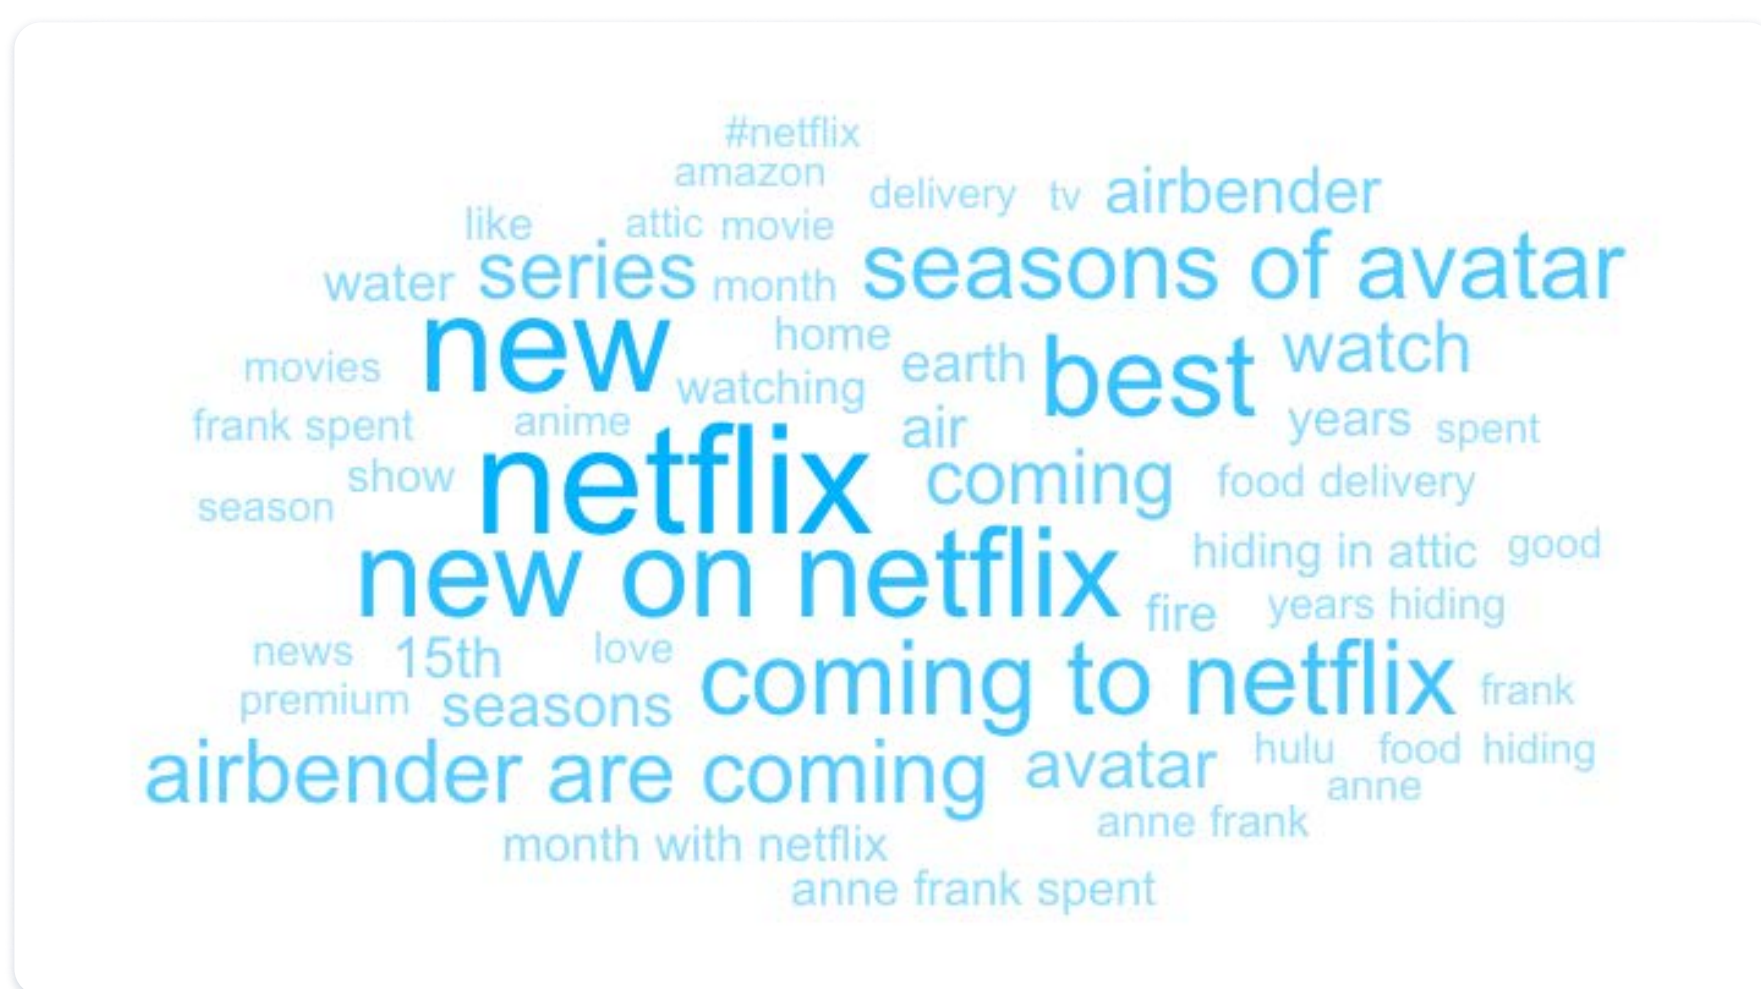 #netflix
amazon
delivery
tv
airbender
like
attic
movie
water
series
month
seasons of avatar
new
home
earth
best
watch
movies
watching
frank spent
anime
air
years
spent
show
netflix
coming
food delivery
season
new on netflix
hiding in attic
good
fire
years hiding
news
15th
love
coming to netflix
frank
premium
seasons
airbender are coming
avatar
hulu
food
hiding
anne
month with netflix
anne frank
anne frank spent